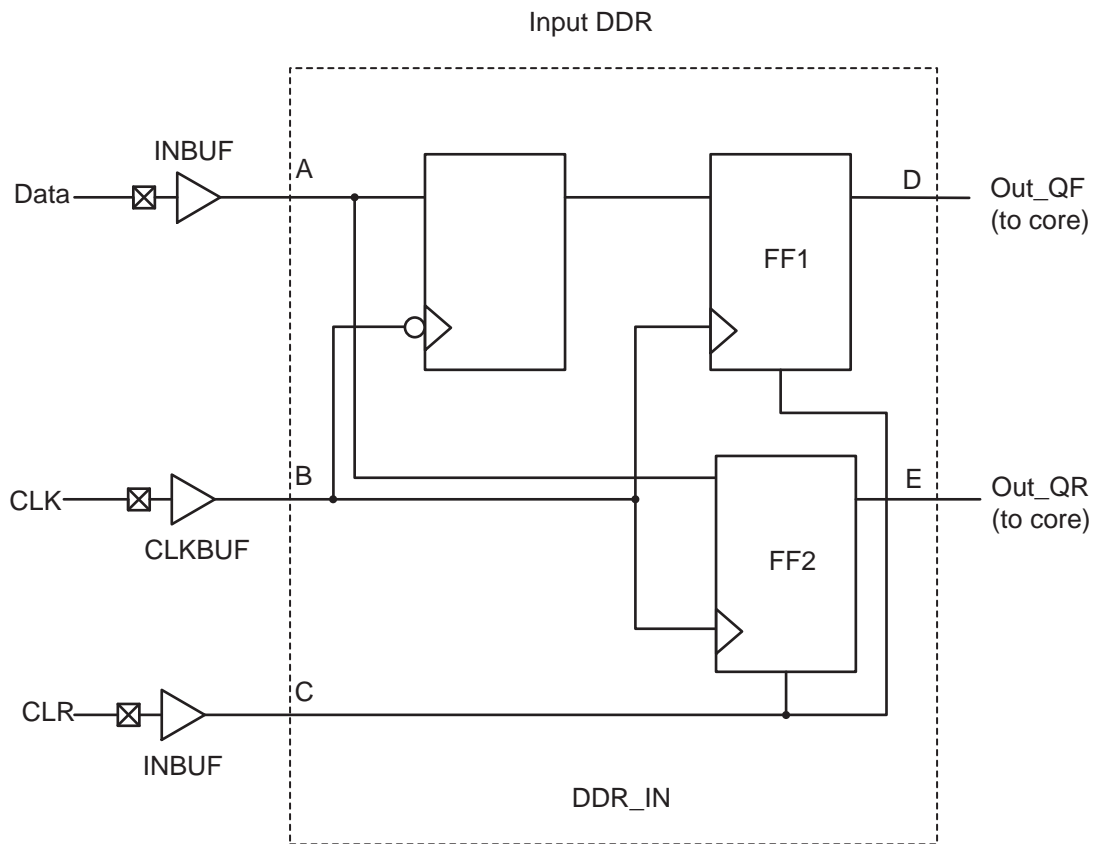 Input DDR
INBUF
Data
A
D
Out_QF
(to core)
FF1
B
E
CLK
Out_QR
(to core)
CLKBUF
FF2
C
CLR
INBUF
DDR_IN